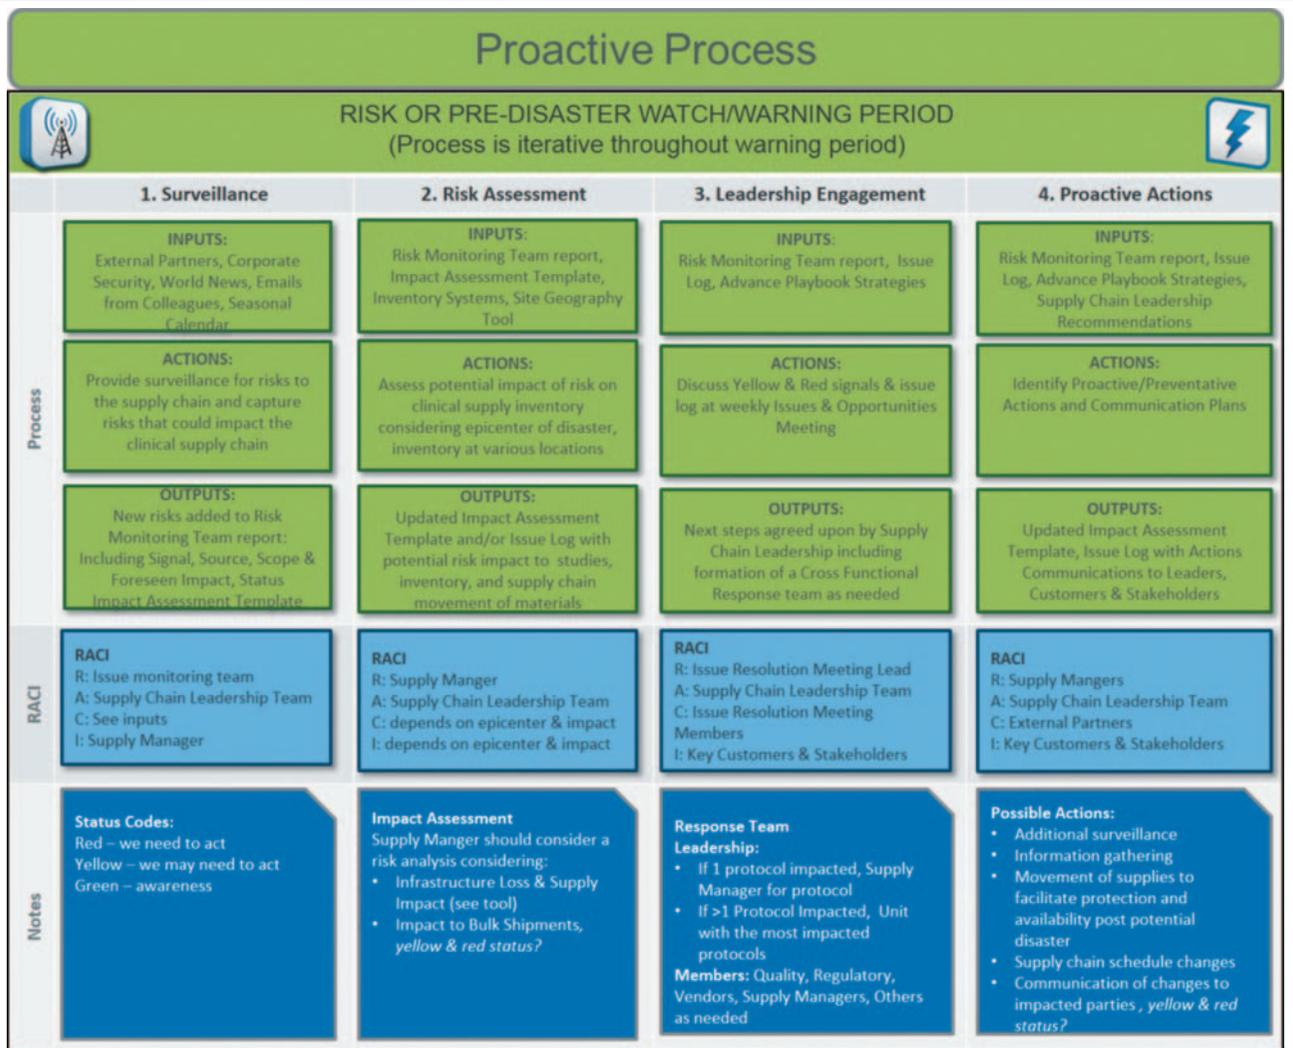 Proactive Process
RISK OR PRE-DISASTER WATCH/WARNING PERIOD
(Process is iterative throughout warning period)
1. Surveillance
2. Risk Assessment
3. Leadership Engagement
4. Proactive Actions
Process
INPUTS:
External Partners, Corporate
Security, World News, Emails
from Colleagues, Seasonal
Calendar
INPUTS:
Risk Monitoring Team report,
Impact Assessment Template,
Inventory Systems, Site Geography
Tool
INPUTS:
Risk Monitoring Team report, Issue
Log, Advance Playbook Strategies
INPUTS:
Risk Monitoring Team report, Issue
Log, Advance Playbook Strategies,
Supply Chain Leadership
Recommendations
ACTIONS:
Provide surveillance for risks to
the supply chain and capture
risks that could impact the
clinical supply chain
ACTIONS:
Assess potential impact of risk on
clinical supply inventory
considering epicenter of disaster,
inventory at various locations
ACTIONS:
Discuss Yellow & Red signals & issue
log at weekly Issues & Opportunities
Meeting
ACTIONS:
Identify Proactive/Preventative
Actions and Communication Plans
OUTPUTS:
New risks added to Risk
Monitoring Team report:
Including Signal, Source, Scope &
Foreseen Impact, Status
Impact Assessment Template
OUTPUTS:
Updated Impact Assessment
Template and/or Issue Log with
potential risk impact to studies,
inventory, and supply chain
movement of materials
OUTPUTS:
Next steps agreed upon by Supply
Chain Leadership including
formation of a Cross Functional
Response team as needed
OUTPUTS:
Updated Impact Assessment
Template, Issue Log with Actions
Communications to Leaders,
Customers & Stakeholders
RACI
RACI
R: Issue monitoring team
A: Supply Chain Leadership Team
C: See inputs
I: Supply Manager
RACI
R: Supply Manger
A: Supply Chain Leadership Team
C: depends on epicenter & impact
I: depends on epicenter & impact
RACI
R: Issue Resolution Meeting Lead
A: Supply Chain Leadership Team
C: Issue Resolution Meeting
Members
I: Key Customers & Stakeholders
RACI
R: Supply Mangers
A: Supply Chain Leadership Team
C: External Partners
I: Key Customers & Stakeholders
Notes
Status Codes:
Red – we need to act
Yellow – we may need to act
Green – awareness
Impact Assessment
Supply Manger should consider a
risk analysis considering:
• Infrastructure Loss & Supply
Impact (see tool)
• Impact to Bulk Shipments,
yellow & red status?
Response Team
Leadership:
• If 1 protocol impacted, Supply
Manager for protocol
• If >1 Protocol Impacted, Unit
with the most impacted
protocols
Members: Quality, Regulatory,
Vendors, Supply Managers, Others
as needed
Possible Actions:
• Additional surveillance
• Information gathering
• Movement of supplies to
facilitate protection and
availability post potential
disaster
• Supply chain schedule changes
• Communication of changes to
impacted parties , yellow & red
status?